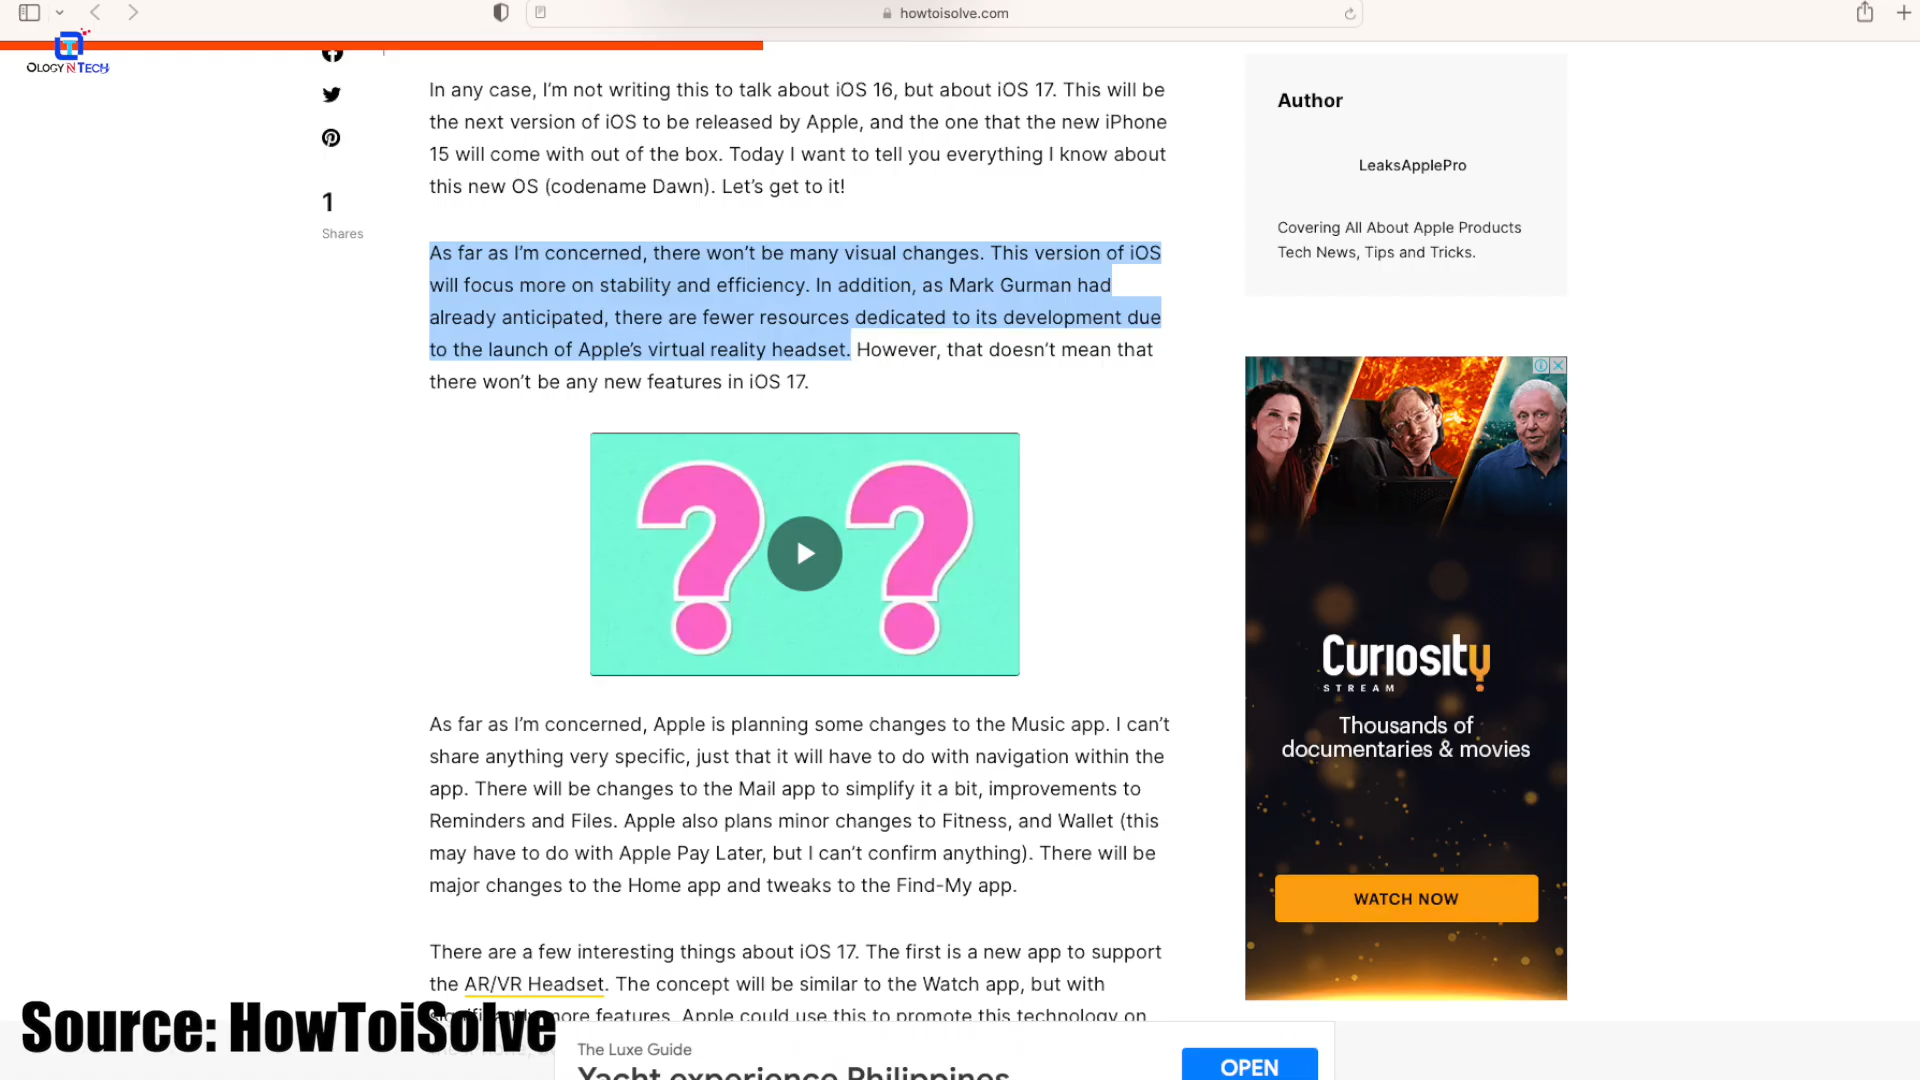 howtoisolve.com
OLOGY N TECH
In any case, I'm not writing this to talk about iOS 16, but about iOS 17. This will be
the next version of iOS to be released by Apple, and the one that the new iPhone
15 will come with out of the box. Today I want to tell you everything I know about
this new OS (codename Dawn). Let's get to it!
1
Shares
As far as I'm concerned, there won't be many visual changes. This version of iOS
will focus more on stability and efficiency. In addition, as Mark Gurman had
already anticipated, there are fewer resources dedicated to its development due
to the launch of Apple's virtual reality headset. However, that doesn't mean that
there won't be any new features in iOS 17.
As far as I'm concerned, Apple is planning some changes to the Music app. I can't
share anything very specific, just that it will have to do with navigation within the
app. There will be changes to the Mail app to simplify it a bit, improvements to
Reminders and Files. Apple also plans minor changes to Fitness, and Wallet (this
may have to do with Apple Pay Later, but I can't confirm anything). There will be
major changes to the Home app and tweaks to the Find-My app.
There are a few interesting things about iOS 17. The first is a new app to support
the AR/VR Headset. The concept will be similar to the Watch app, but with
more features. Apple could use this to promote this technology on
Author
LeaksApplePro
Covering All About Apple Products
Tech News, Tips and Tricks.
Curiosity
STREAM
Thousands of
documentaries & movies
WATCH NOW
Source: HowToiSolve
The Luxe Guide
Yacht experience Philippines
OPEN